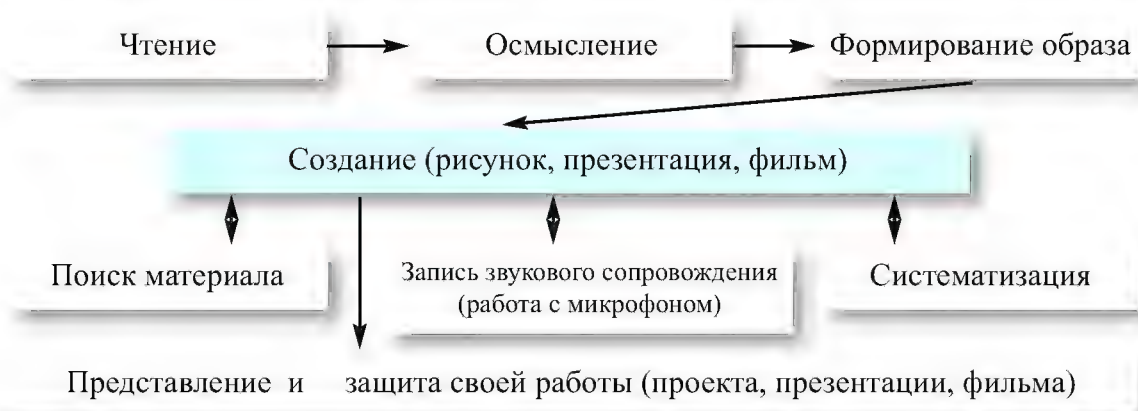 Чтение
Осмысление
Формирование образа
Создание (рисунок, презентация, фильм)
Поиск материала
Запись звукового сопровождения
(работа с микрофоном)
Систематизация
Представление и защита своей работы (проекта, презентации, фильма)